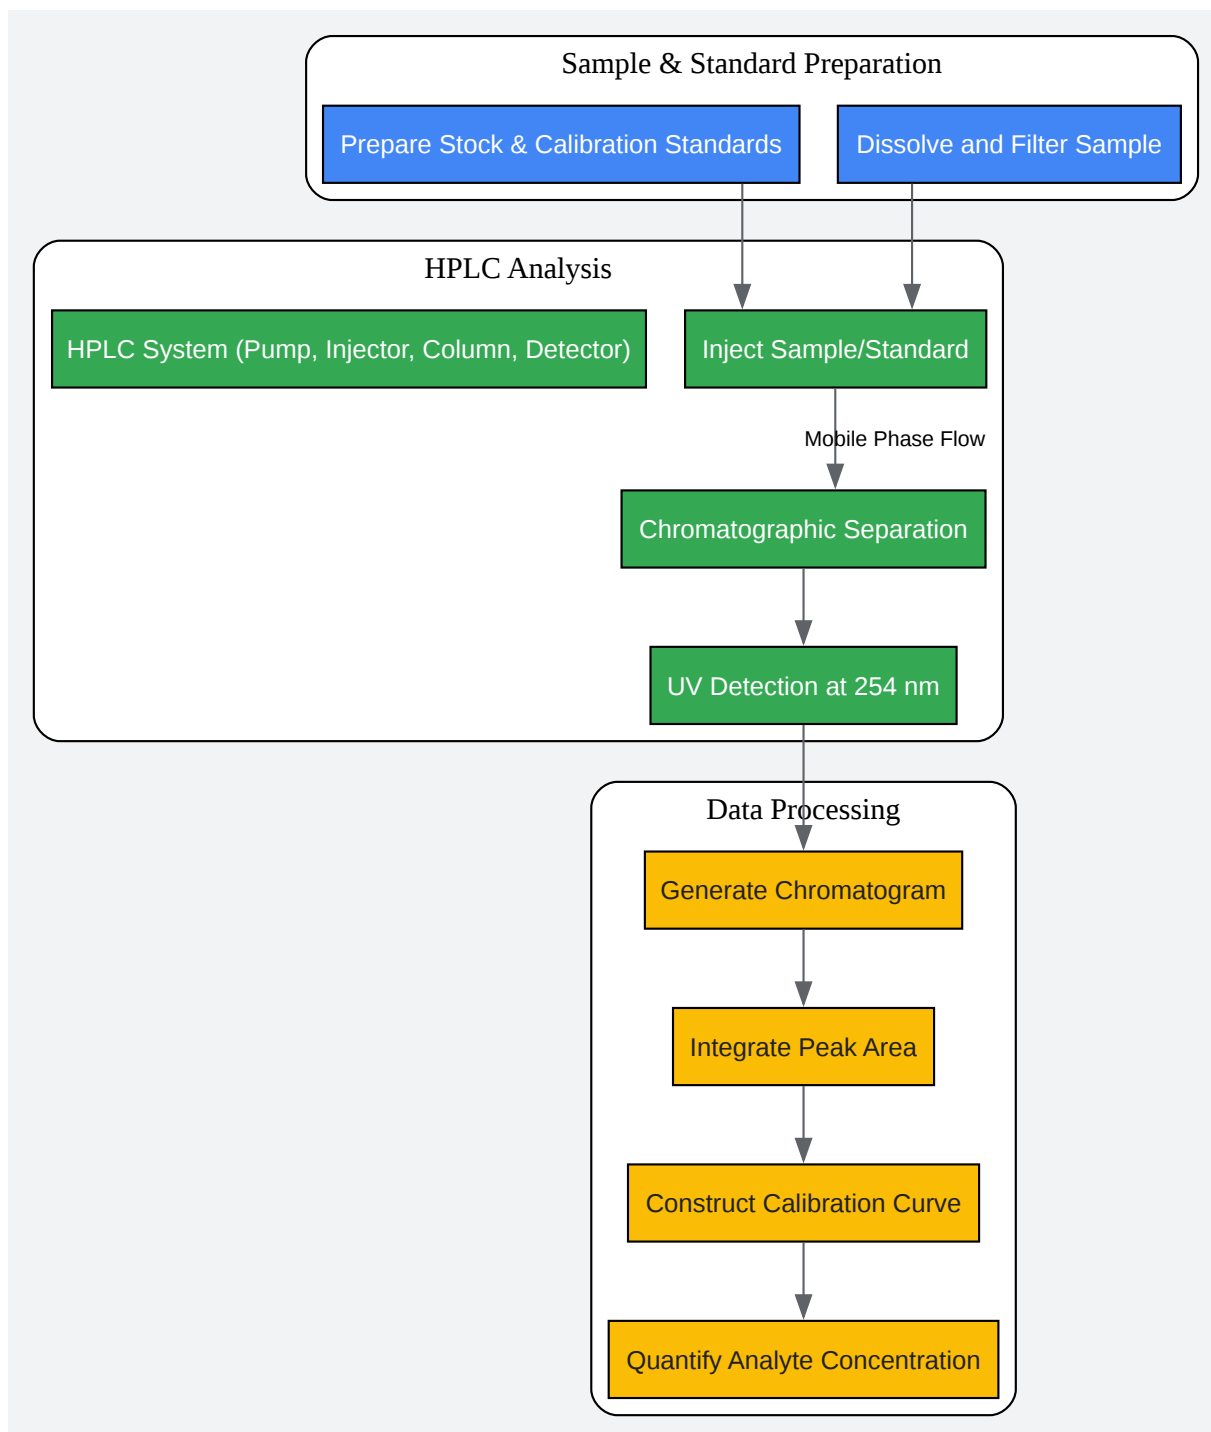 Sample & Standard Preparation
Prepare Stock & Calibration Standards
Dissolve and Filter Sample
HPLC Analysis
HPLC System (Pump, Injector, Column, Detector)
Inject Sample/Standard
Mobile Phase Flow
Chromatographic Separation
UV Detection at 254 nm
Data Processing
Generate Chromatogram
Integrate Peak Area
Construct Calibration Curve
Quantify Analyte Concentration